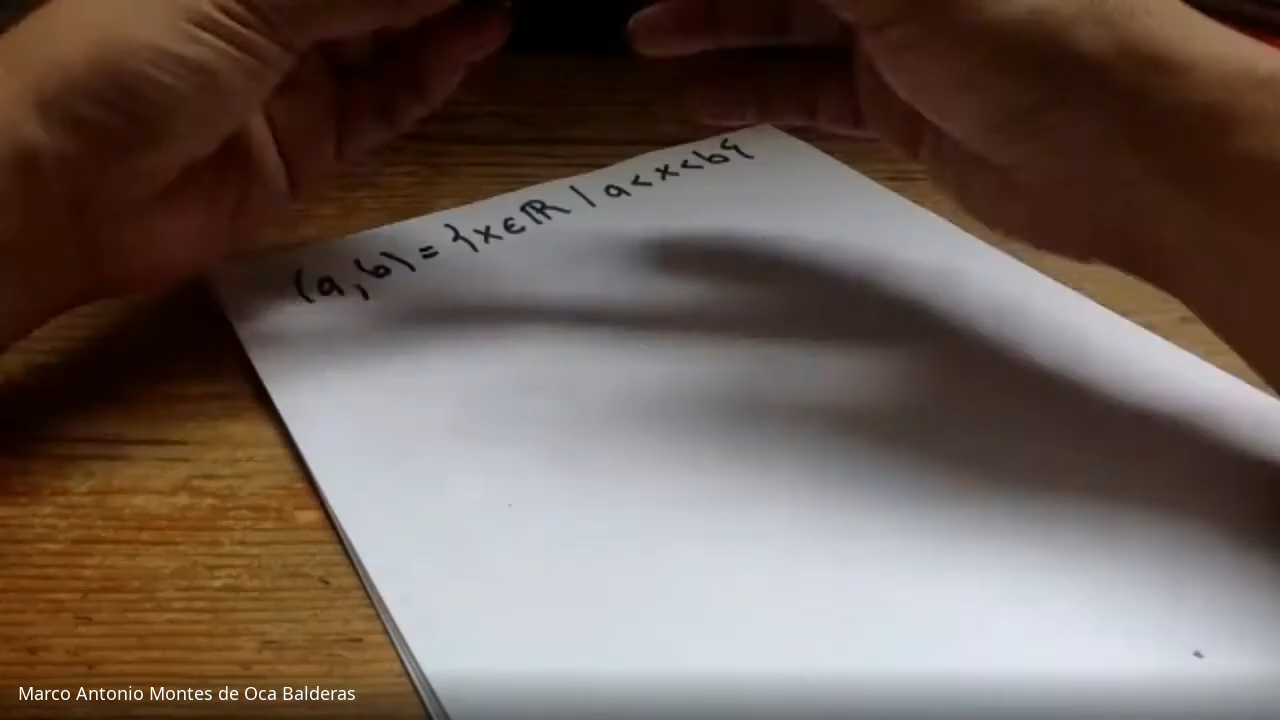 (a,b) = {x∈ℝ | a<x<b}
Marco Antonio Montes de Oca Balderas